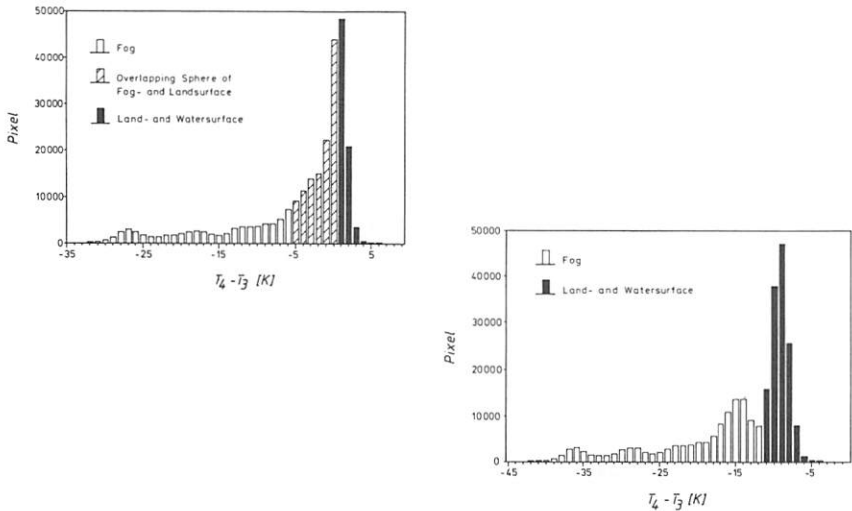 50000
40000
30000
20000
10000
0
Pixel
Fog
Overlapping Sphere of
Fog- and Landsurface
Land- and Watersurface
-35 -25 -15 -5 5
T4 -T3 [K]
50000
40000
30000
20000
10000
0
Pixel
Fog
Land- and Watersurface
-45 -35 -25 -15 -5
T4 -T3 [K]